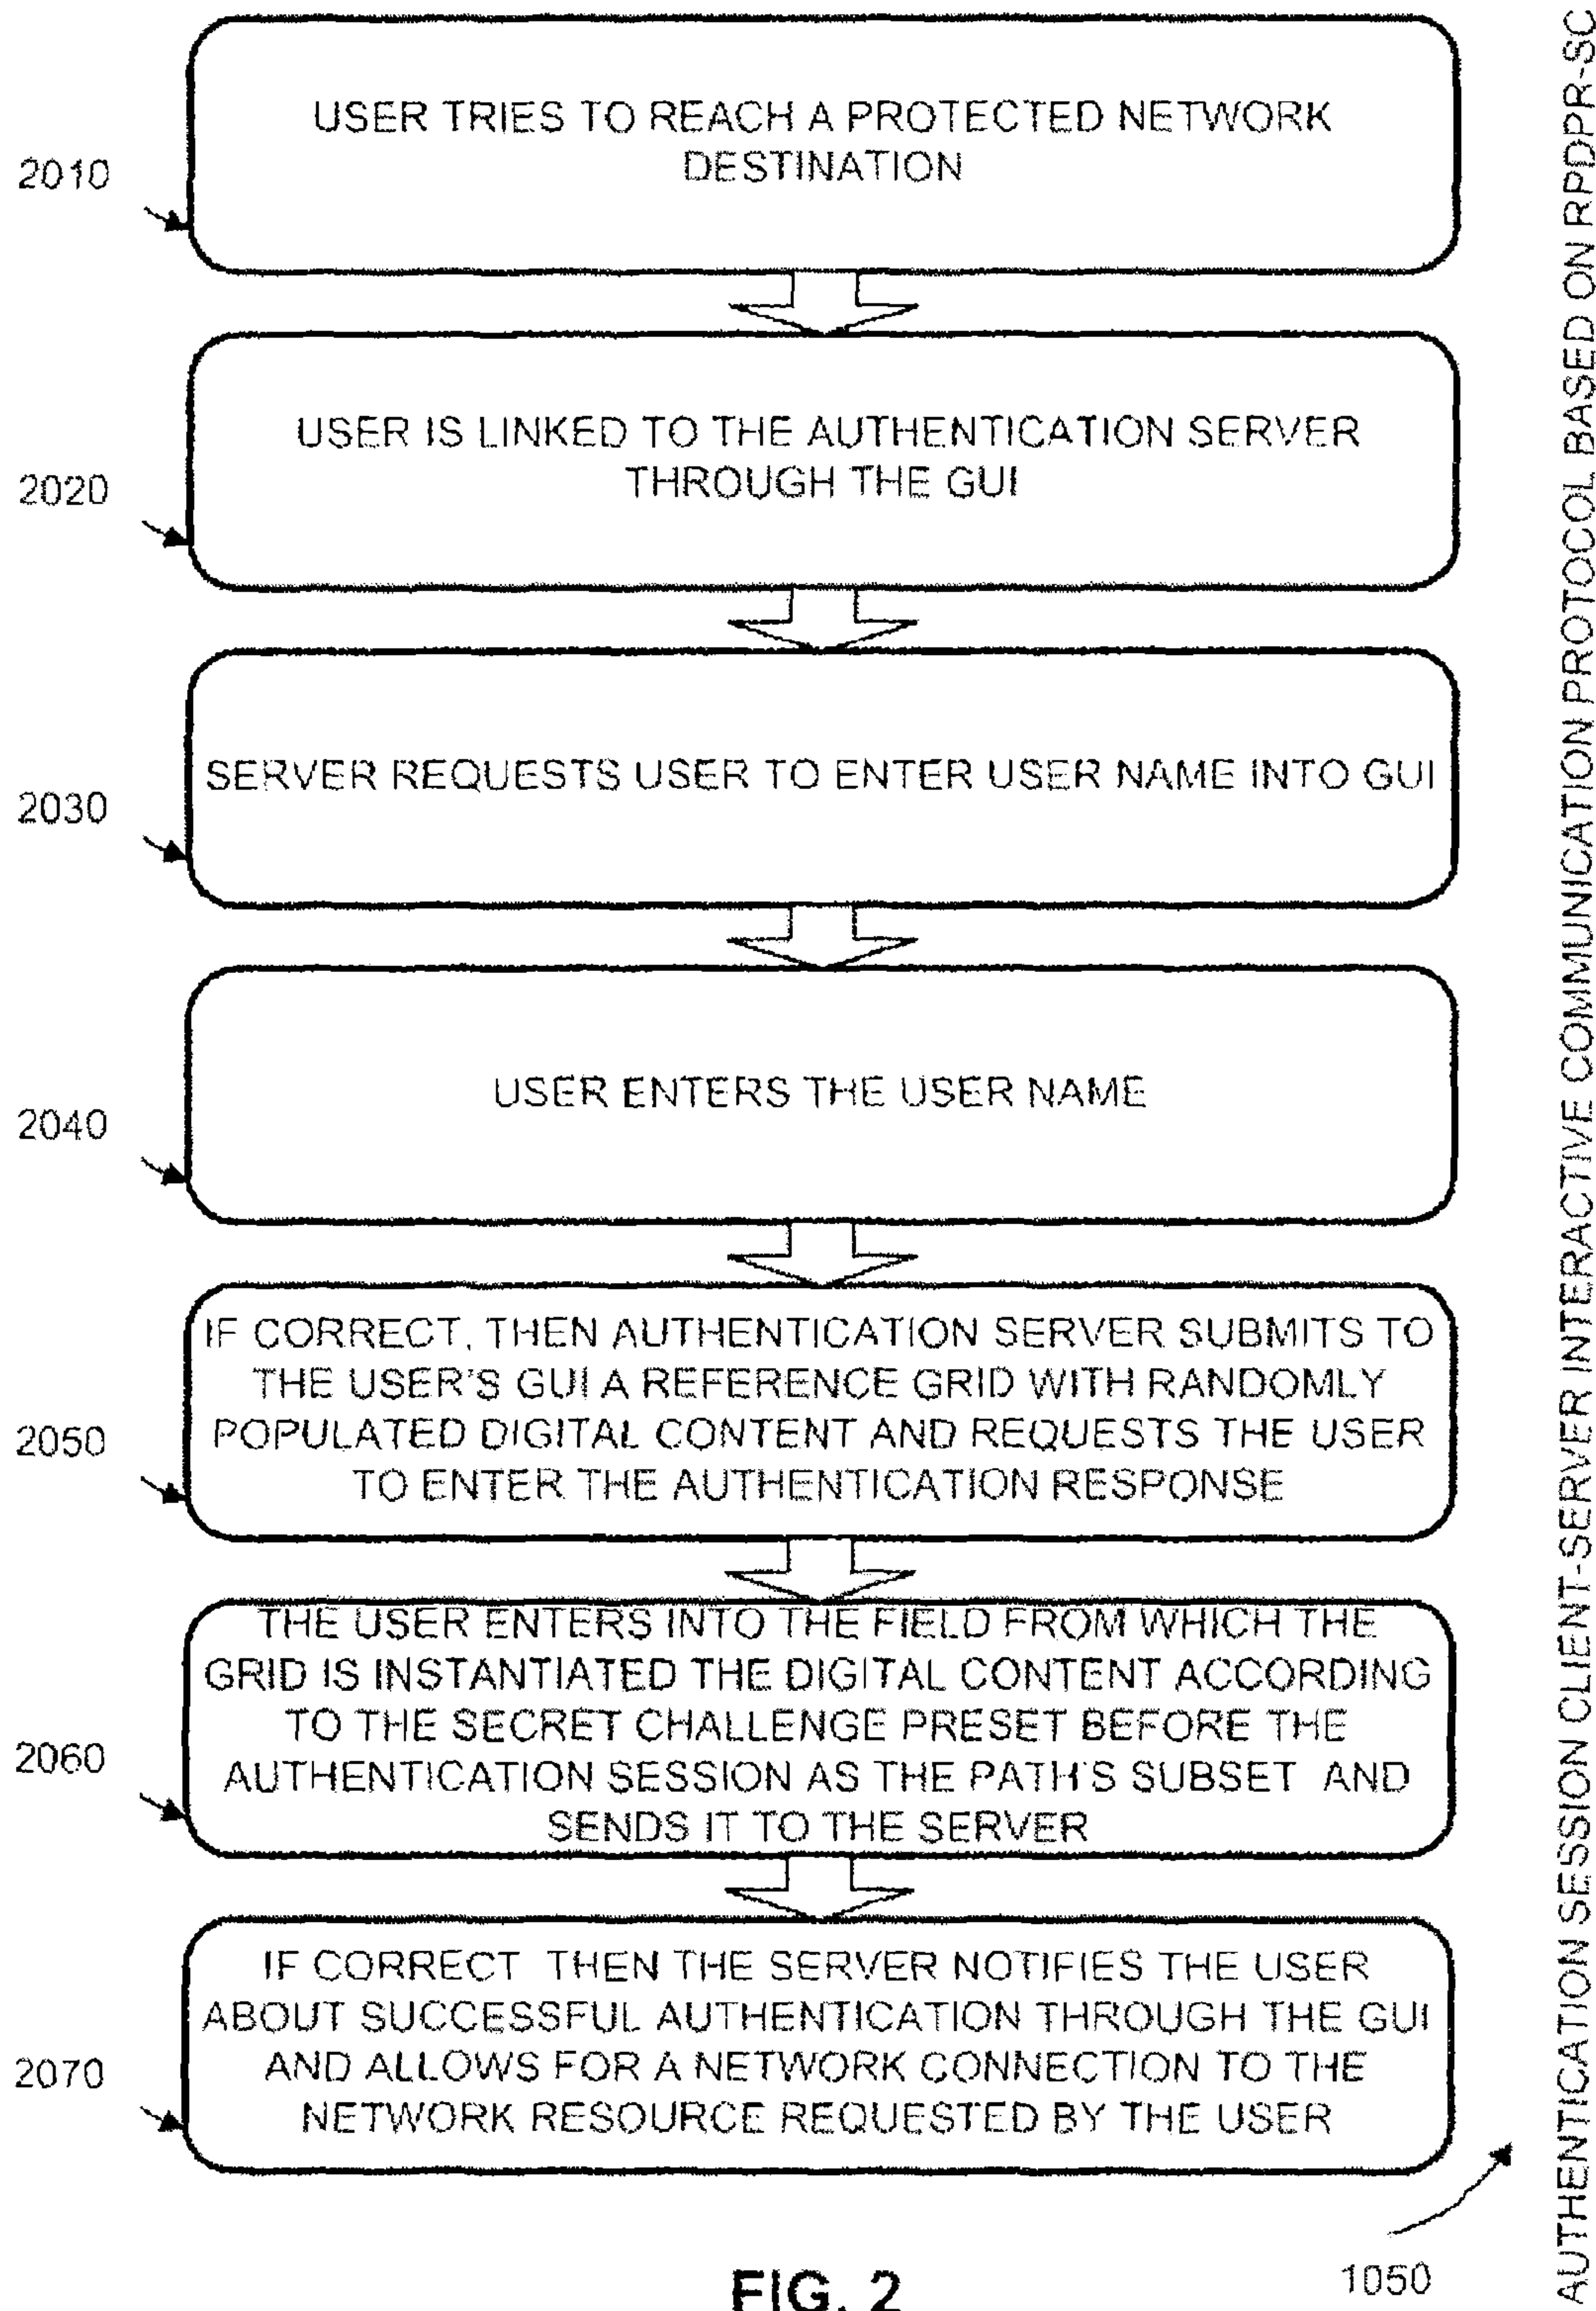 USER TRIES TO REACH A PROTECTED NETWORK
DESTINATION
2010
USER IS LINKED TO THE AUTHENTICATION SERVER
THROUGH THE GUI
2020
SERVER REQUESTS USER TO ENTER USER NAME INTO GUI
2030
USER ENTERS THE USER NAME
2040
IF CORRECT, THEN AUTHENTICATION SERVER SUBMITS TO
THE USER'S GUI A REFERENCE GRID WITH RANDOMLY
POPULATED DIGITAL CONTENT AND REQUESTS THE USER
TO ENTER THE AUTHENTICATION RESPONSE
2050
THE USER ENTERS INTO THE FIELD FROM WHICH THE
GRID IS INSTANTIATED THE DIGITAL CONTENT ACCORDING
TO THE SECRET CHALLENGE PRESET BEFORE THE
AUTHENTICATION SESSION AS THE PATH'S SUBSET AND
SENDS IT TO THE SERVER
2060
IF CORRECT THEN THE SERVER NOTIFIES THE USER
ABOUT SUCCESSFUL AUTHENTICATION THROUGH THE GUI
AND ALLOWS FOR A NETWORK CONNECTION TO THE
NETWORK RESOURCE REQUESTED BY THE USER
2070
AUTHENTICATION SESSION CLIENT-SERVER INTERACTIVE COMMUNICATION PROTOCOL BASED ON RPDPR-SC
1050
FIG. 2